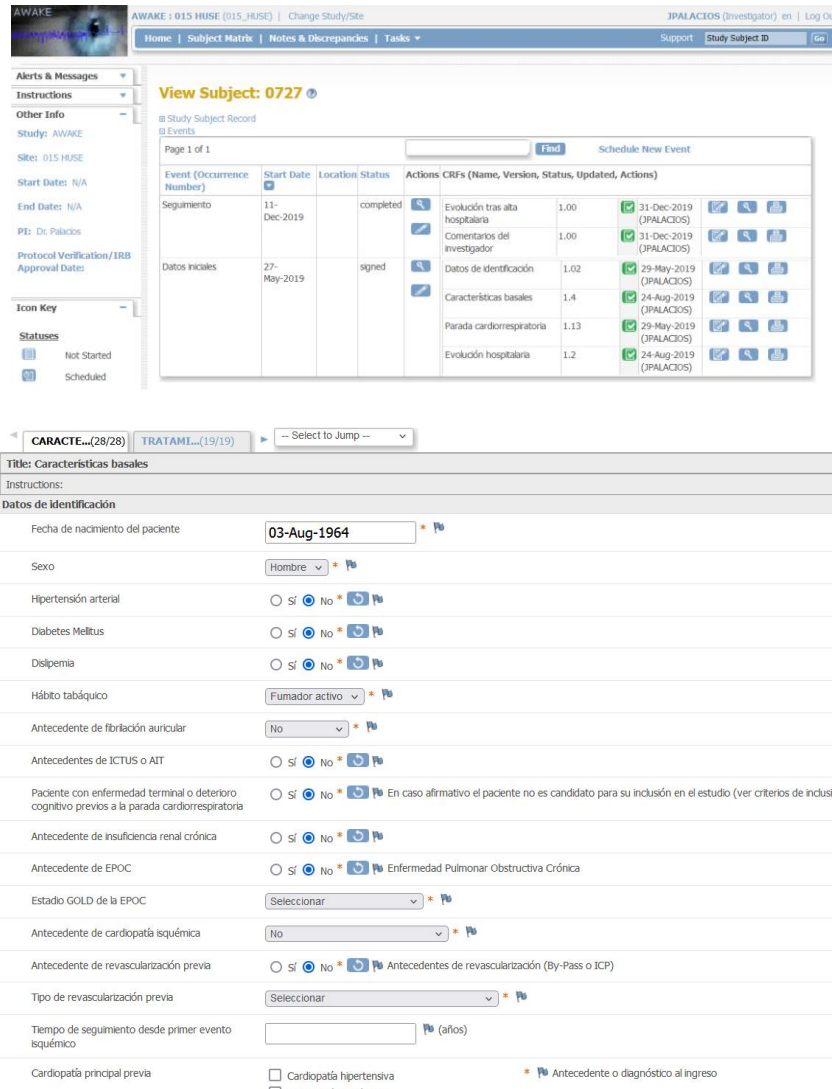 AWAKE
AWAKE : 015 HUSE (015_HUSE) | Change Study/Site
JPALACIOS (Investigator) en | Log Ou
Home | Subject Matrix | Notes & Discrepancies | Tasks
Support Study Subject ID Go
Alerts & Messages
Instructions
Other Info
Study: AWAKE
Site: 015 HUSE
Start Date: N/A
End Date: N/A
PI: Dr. Palacios
Protocol Verification/IRB
Approval Date:
Icon Key
Statuses
Not Started
Scheduled
View Subject: 0727
Study Subject Record
Events
Page 1 of 1 Find Schedule New Event
Event (Occurrence Number) Start Date Location Status Actions CRFs (Name, Version, Status, Updated, Actions)
Seguimiento 11-Dec-2019 completed
Evolución tras alta hospitalaria 1.00 31-Dec-2019 (JPALACIOS)
Comentarios del investigador 1.00 31-Dec-2019 (JPALACIOS)
Datos iniciales 27-May-2019 signed
Datos de identificación 1.02 29-May-2019 (JPALACIOS)
Características basales 1.4 24-Aug-2019 (JPALACIOS)
Parada cardiorrespiratoria 1.13 29-May-2019 (JPALACIOS)
Evolución hospitalaria 1.2 24-Aug-2019 (JPALACIOS)
CARACTE...(28/28) TRATAMI...(19/19) -- Select to Jump --
Title: Características basales
Instructions:
Datos de identificación
Fecha de nacimiento del paciente 03-Aug-1964 *
Sexo Hombre *
Hipertensión arterial Sí No *
Diabetes Mellitus Sí No *
Dislipemia Sí No *
Hábito tabáquico Fumador activo *
Antecedente de fibrilación auricular No *
Antecedentes de ICTUS o AIT Sí No *
Paciente con enfermedad terminal o deterioro
cognitivo previos a la parada cardiorrespiratoria
Sí No * En caso afirmativo el paciente no es candidato para su inclusión en el estudio (ver criterios de inclusi
Antecedente de insuficiencia renal crónica Sí No *
Antecedente de EPOC Sí No * Enfermedad Pulmonar Obstructiva Crónica
Estadio GOLD de la EPOC Seleccionar *
Antecedente de cardiopatía isquémica No *
Antecedente de revascularización previa Sí No * Antecedentes de revascularización (By-Pass o ICP)
Tipo de revascularización previa Seleccionar *
Tiempo de seguimiento desde primer evento
isquémico
(años)
Cardiopatía principal previa Cardiopatía hipertensiva * Antecedente o diagnóstico al ingreso